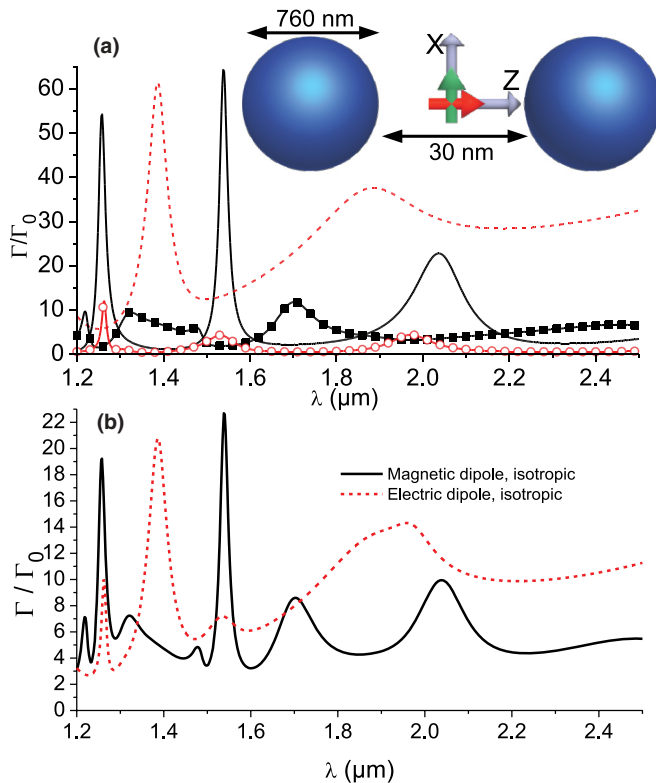 760 nm
(a)
X
Z
30 nm
Γ/Γ₀
60
50
40
30
20
10
0
1.2 1.4 1.6 1.8 2.0 2.2 2.4
λ (μm)
(b)
Magnetic dipole, isotropic
Electric dipole, isotropic
Γ / Γ₀
22
20
18
16
14
12
10
8
6
4
2
0
1.2 1.4 1.6 1.8 2.0 2.2 2.4
λ (μm)